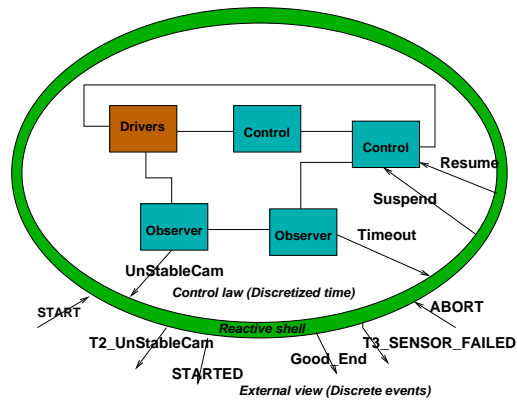 Drivers
Control
Control
Resume
Suspend
Observer
Observer
Timeout
UnStableCam
Control law (Discretized time)
START
ABORT
Reactive shell
T2_UnStableCam
Good_End
T3_SENSOR_FAILED
STARTED
External view (Discrete events)